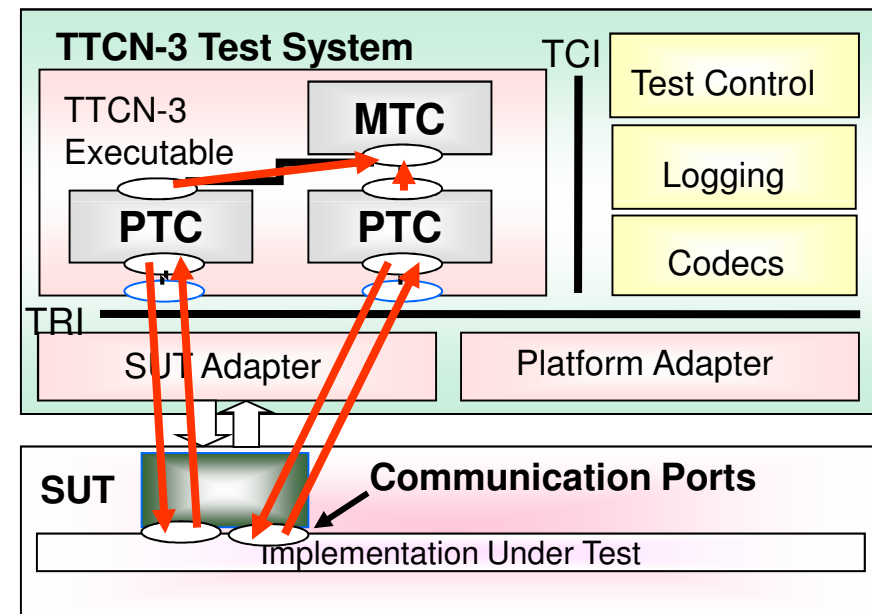 TTCN-3 Test System
TCI
Test Control
TTCN-3
Executable
MTC
Logging
PTC
PTC
Codecs
TRI
SUT Adapter
Platform Adapter
SUT
Communication Ports
Implementation Under Test